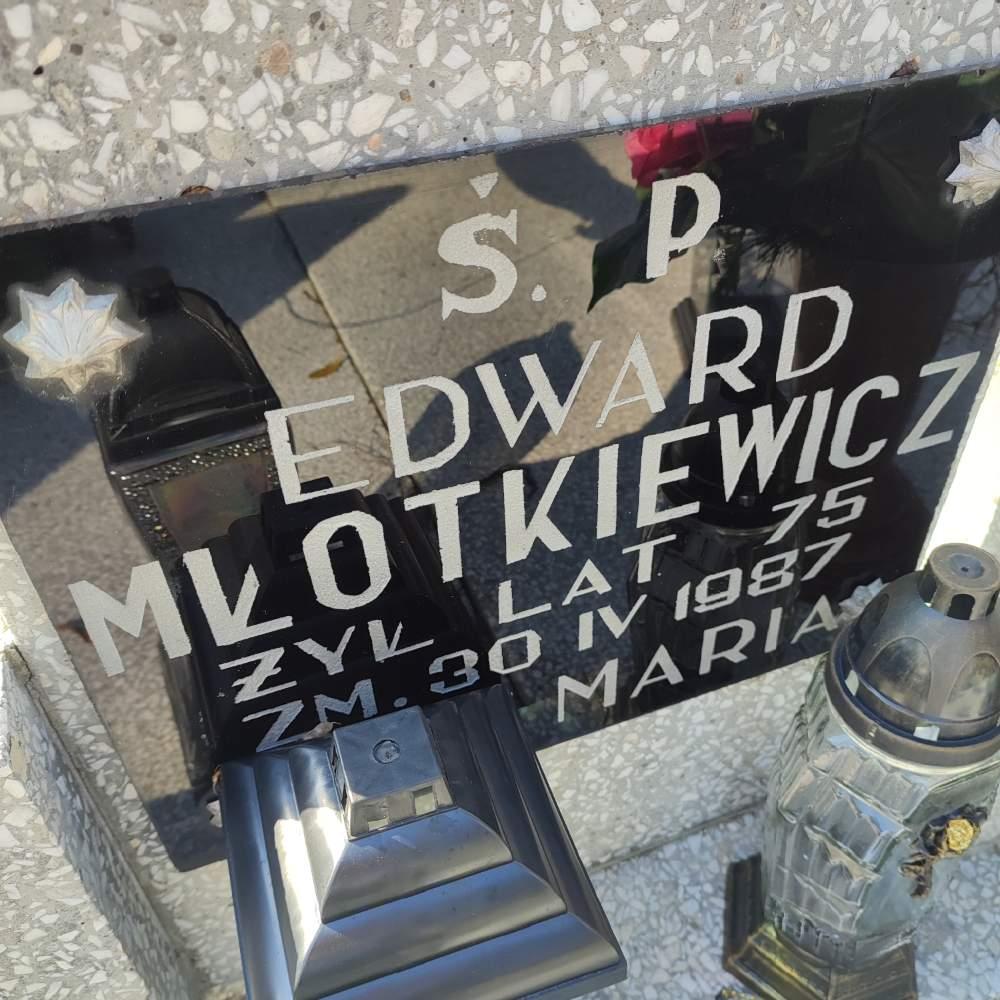 Ś. P.
EDWARD
MŁOTKIEWICZ
ŻYŁ LAT 75
ZM. 30 IV 1987
MARIA